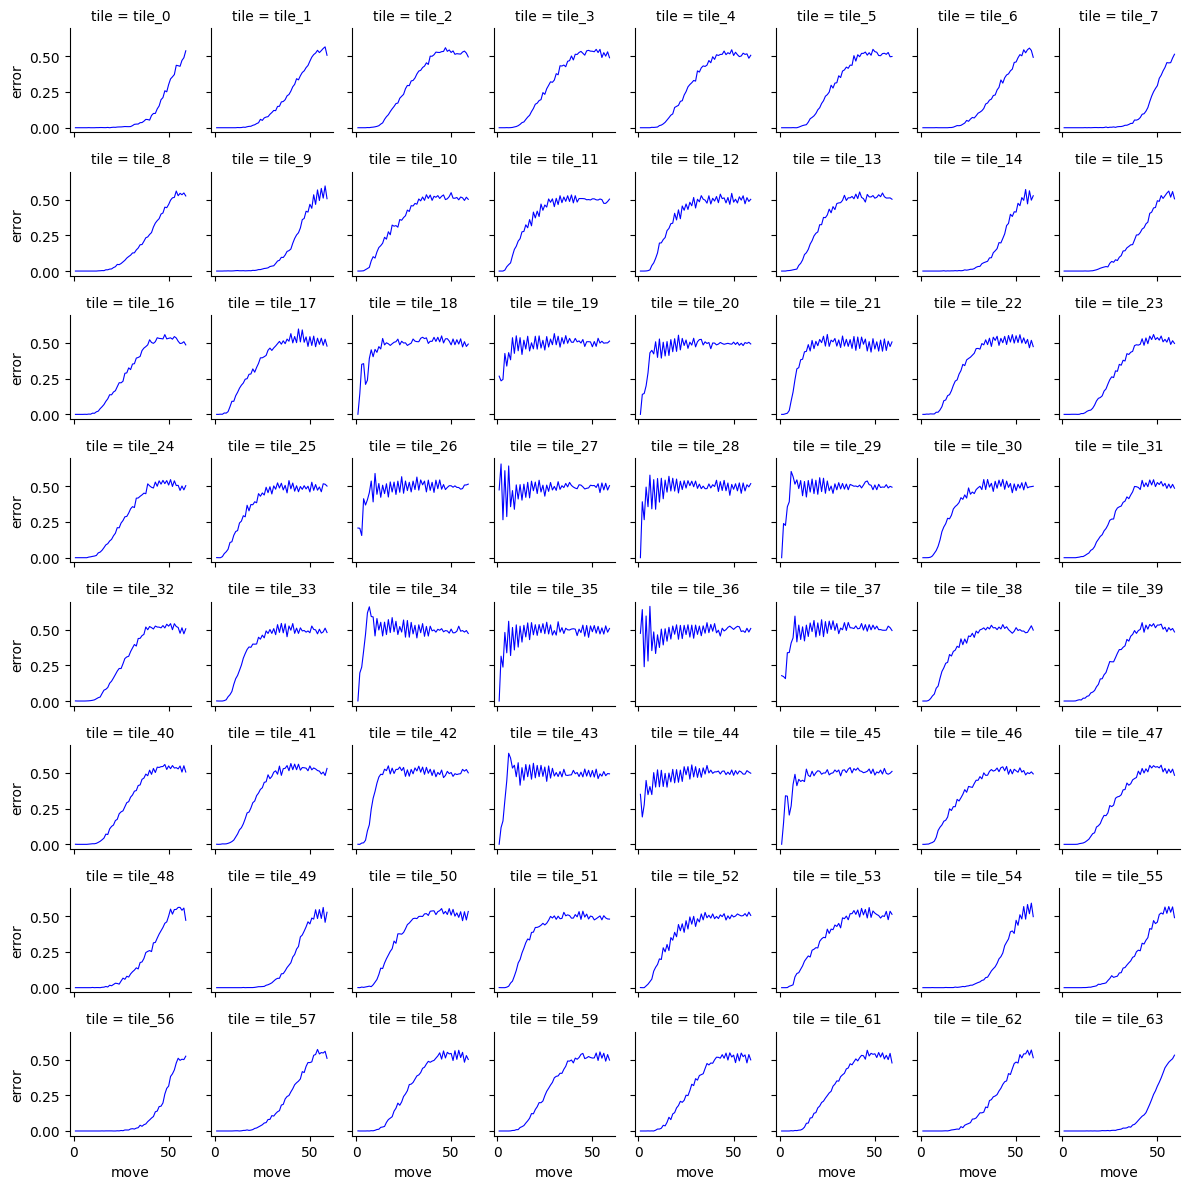 tile = tile_0 tile = tile_1 tile = tile_2 tile = tile_3 tile = tile_4 tile = tile_5 tile = tile_6 tile = tile_7
0.50
0.25
0.00
error
tile = tile_8 tile = tile_9 tile = tile_10 tile = tile_11 tile = tile_12 tile = tile_13 tile = tile_14 tile = tile_15
0.50
0.25
0.00
error
tile = tile_16 tile = tile_17 tile = tile_18 tile = tile_19 tile = tile_20 tile = tile_21 tile = tile_22 tile = tile_23
0.50
0.25
0.00
error
tile = tile_24 tile = tile_25 tile = tile_26 tile = tile_27 tile = tile_28 tile = tile_29 tile = tile_30 tile = tile_31
0.50
0.25
0.00
error
tile = tile_32 tile = tile_33 tile = tile_34 tile = tile_35 tile = tile_36 tile = tile_37 tile = tile_38 tile = tile_39
0.50
0.25
0.00
error
tile = tile_40 tile = tile_41 tile = tile_42 tile = tile_43 tile = tile_44 tile = tile_45 tile = tile_46 tile = tile_47
0.50
0.25
0.00
error
tile = tile_48 tile = tile_49 tile = tile_50 tile = tile_51 tile = tile_52 tile = tile_53 tile = tile_54 tile = tile_55
0.50
0.25
0.00
error
tile = tile_56 tile = tile_57 tile = tile_58 tile = tile_59 tile = tile_60 tile = tile_61 tile = tile_62 tile = tile_63
0.50
0.25
0.00
error
0 50 0 50 0 50 0 50 0 50 0 50 0 50 0 50
move move move move move move move move